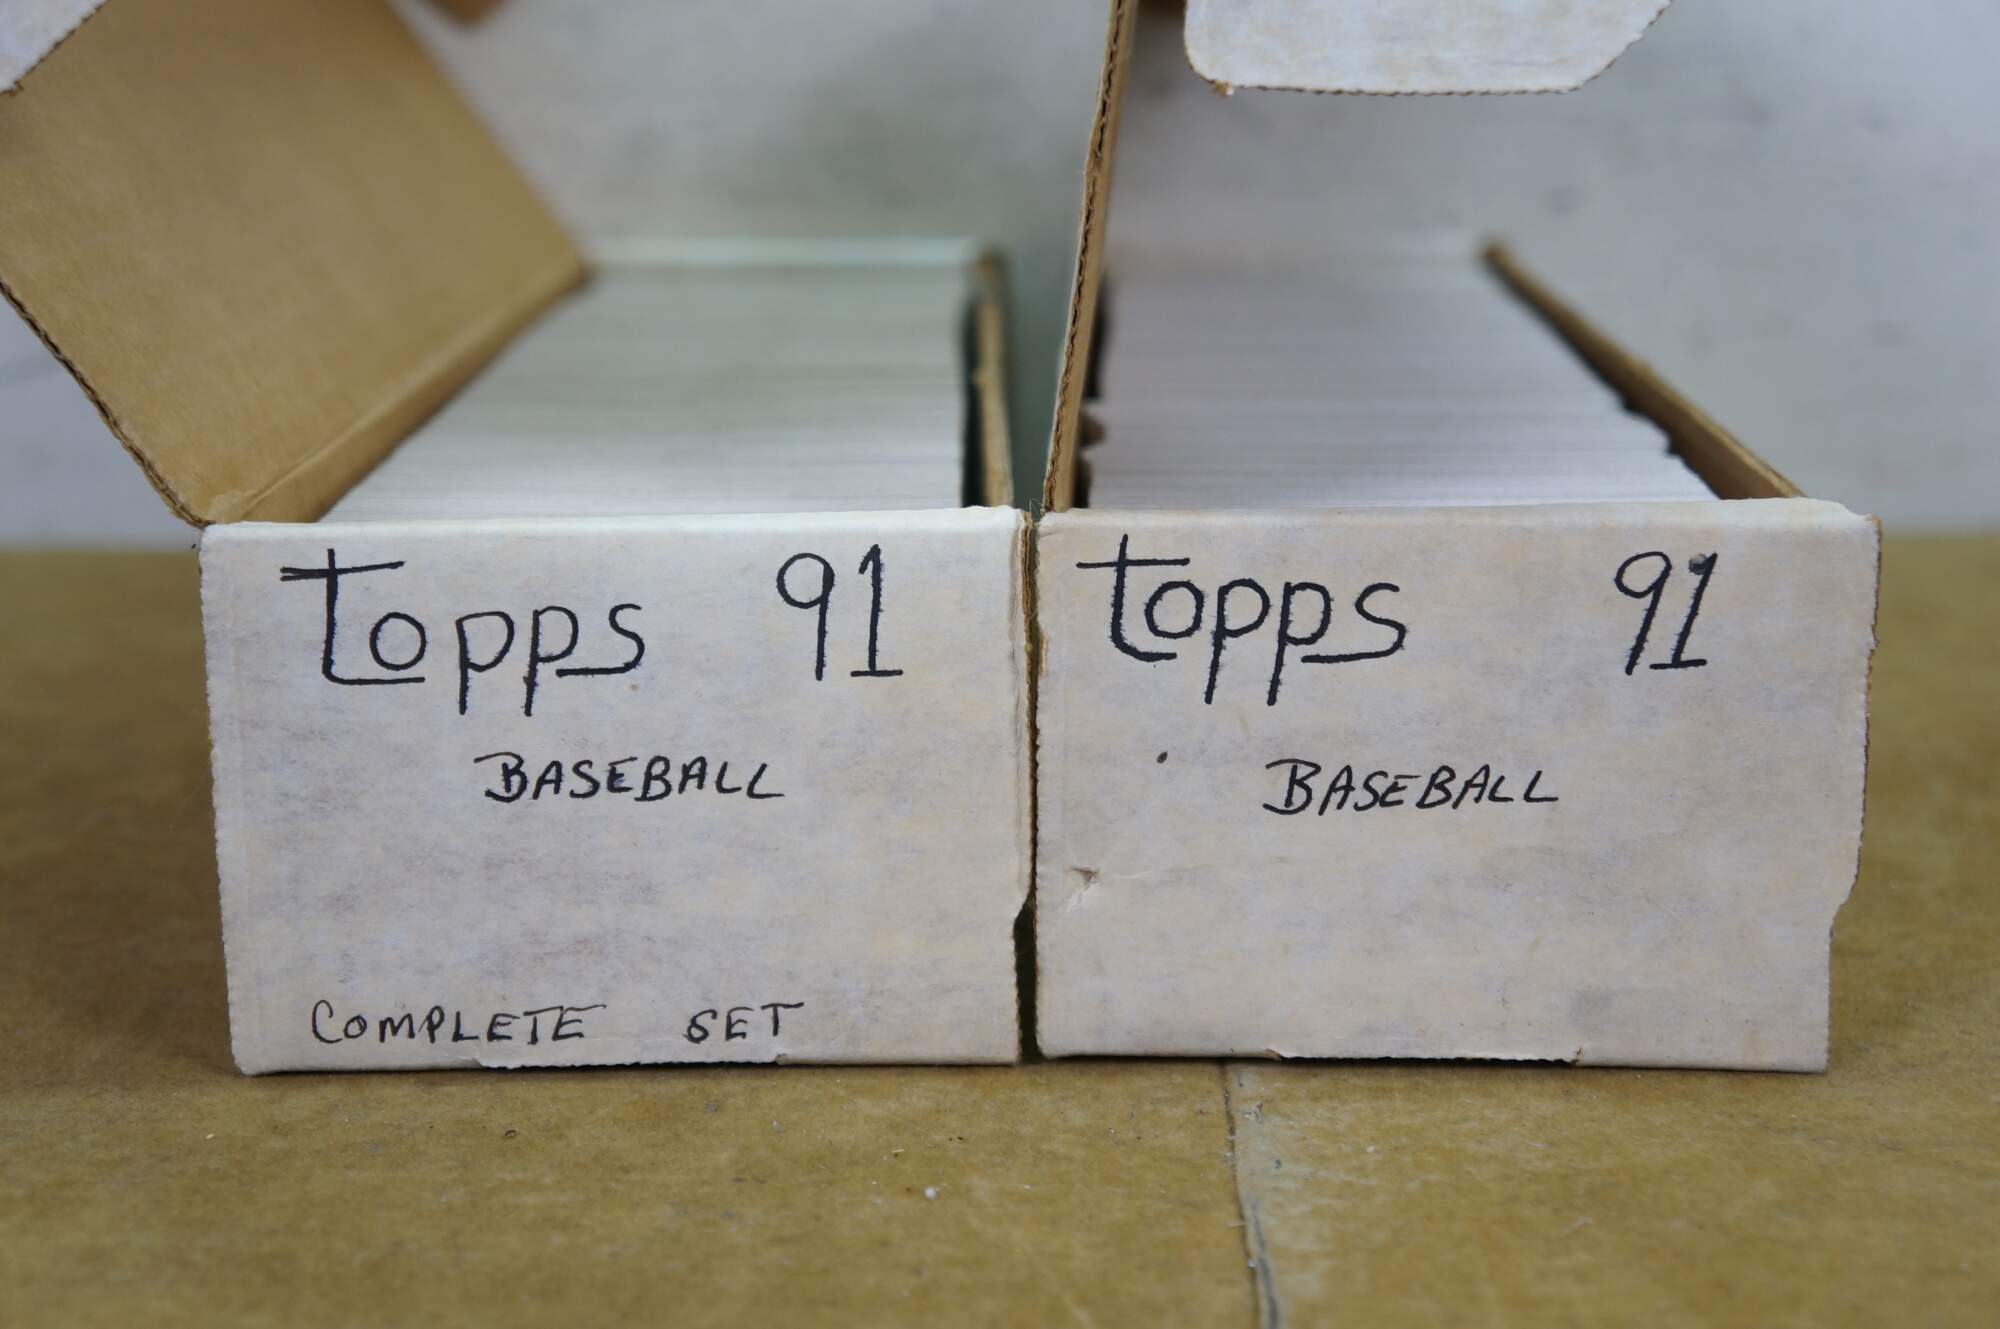 Topps 91
BASEBALL
COMPLETE SET
Topps 91
BASEBALL